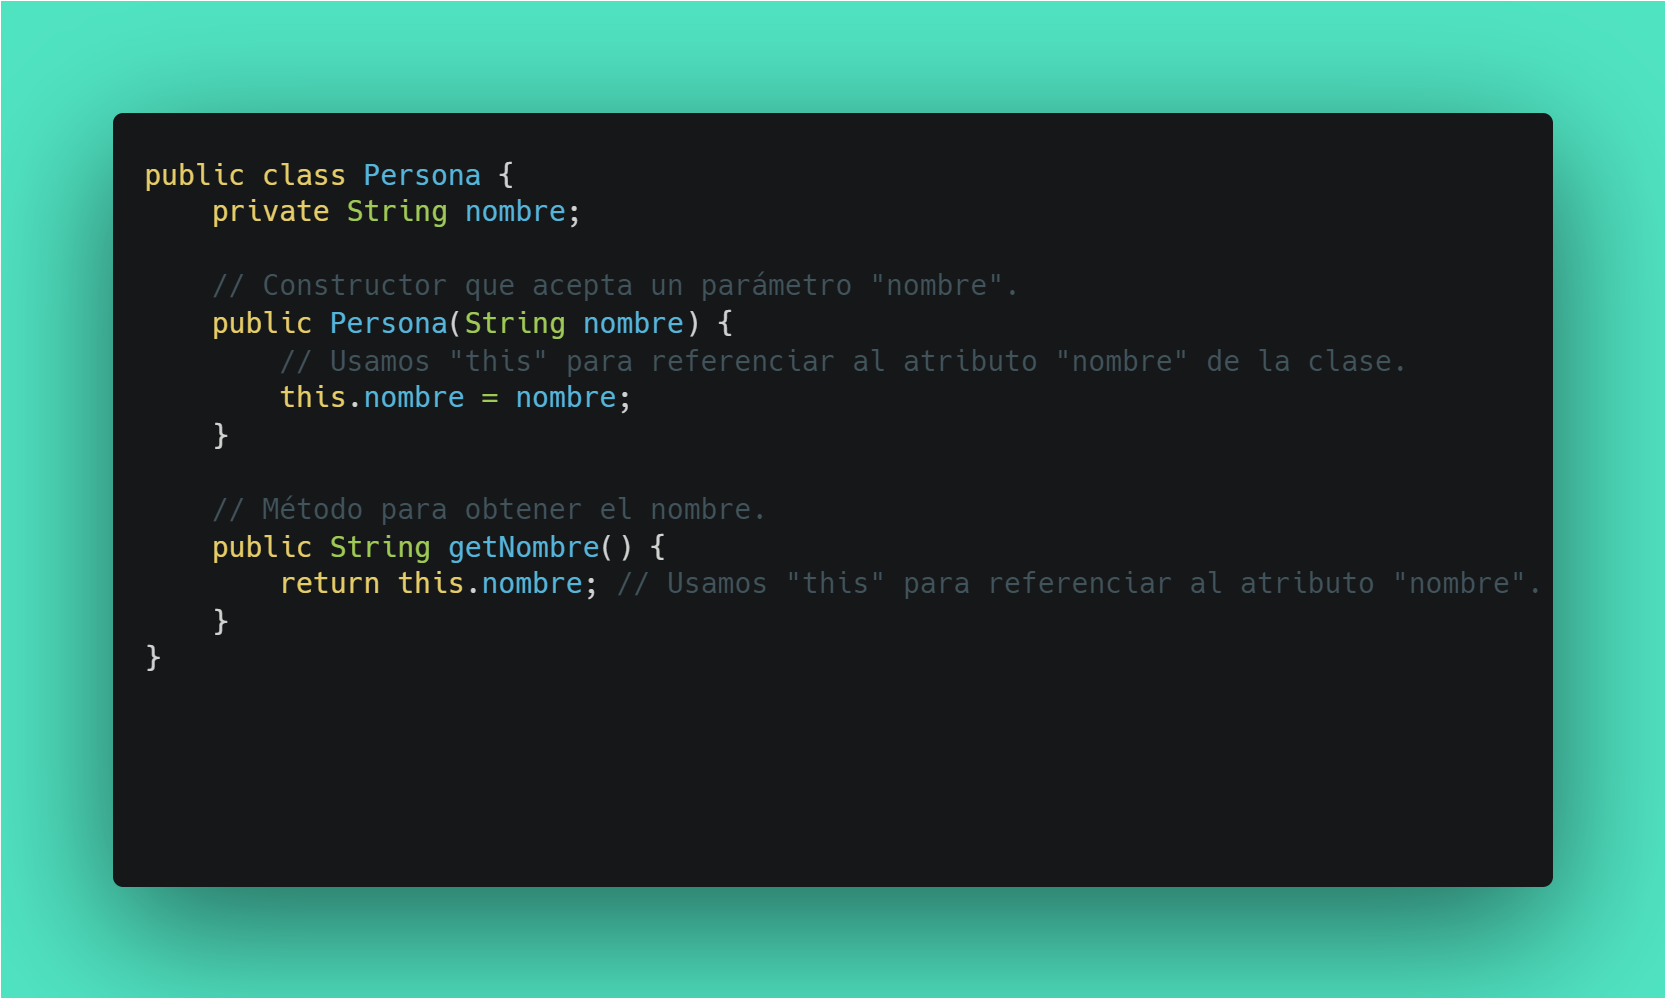 public class Persona {
    private String nombre;

    // Constructor que acepta un parámetro "nombre".
    public Persona(String nombre) {
        // Usamos "this" para referenciar al atributo "nombre" de la clase.
        this.nombre = nombre;
    }

    // Método para obtener el nombre.
    public String getNombre() {
        return this.nombre; // Usamos "this" para referenciar al atributo "nombre".
    }
}